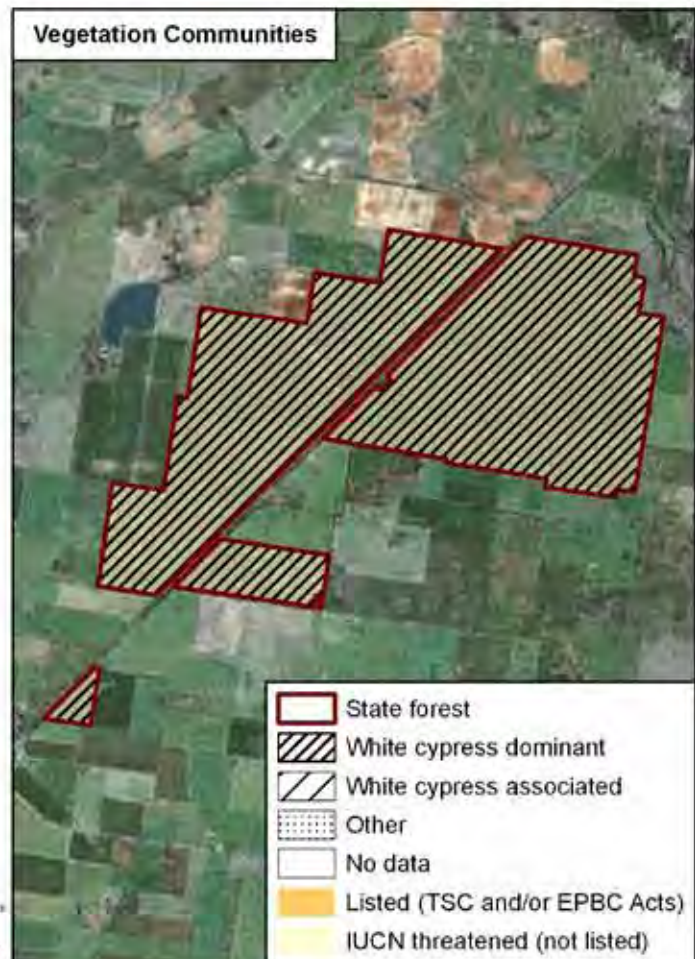 Vegetation Communities
State forest
White cypress dominant
White cypress associated
Other
No data
Listed (TSC and/or EPBC Acts)
IUCN threatened (not listed)